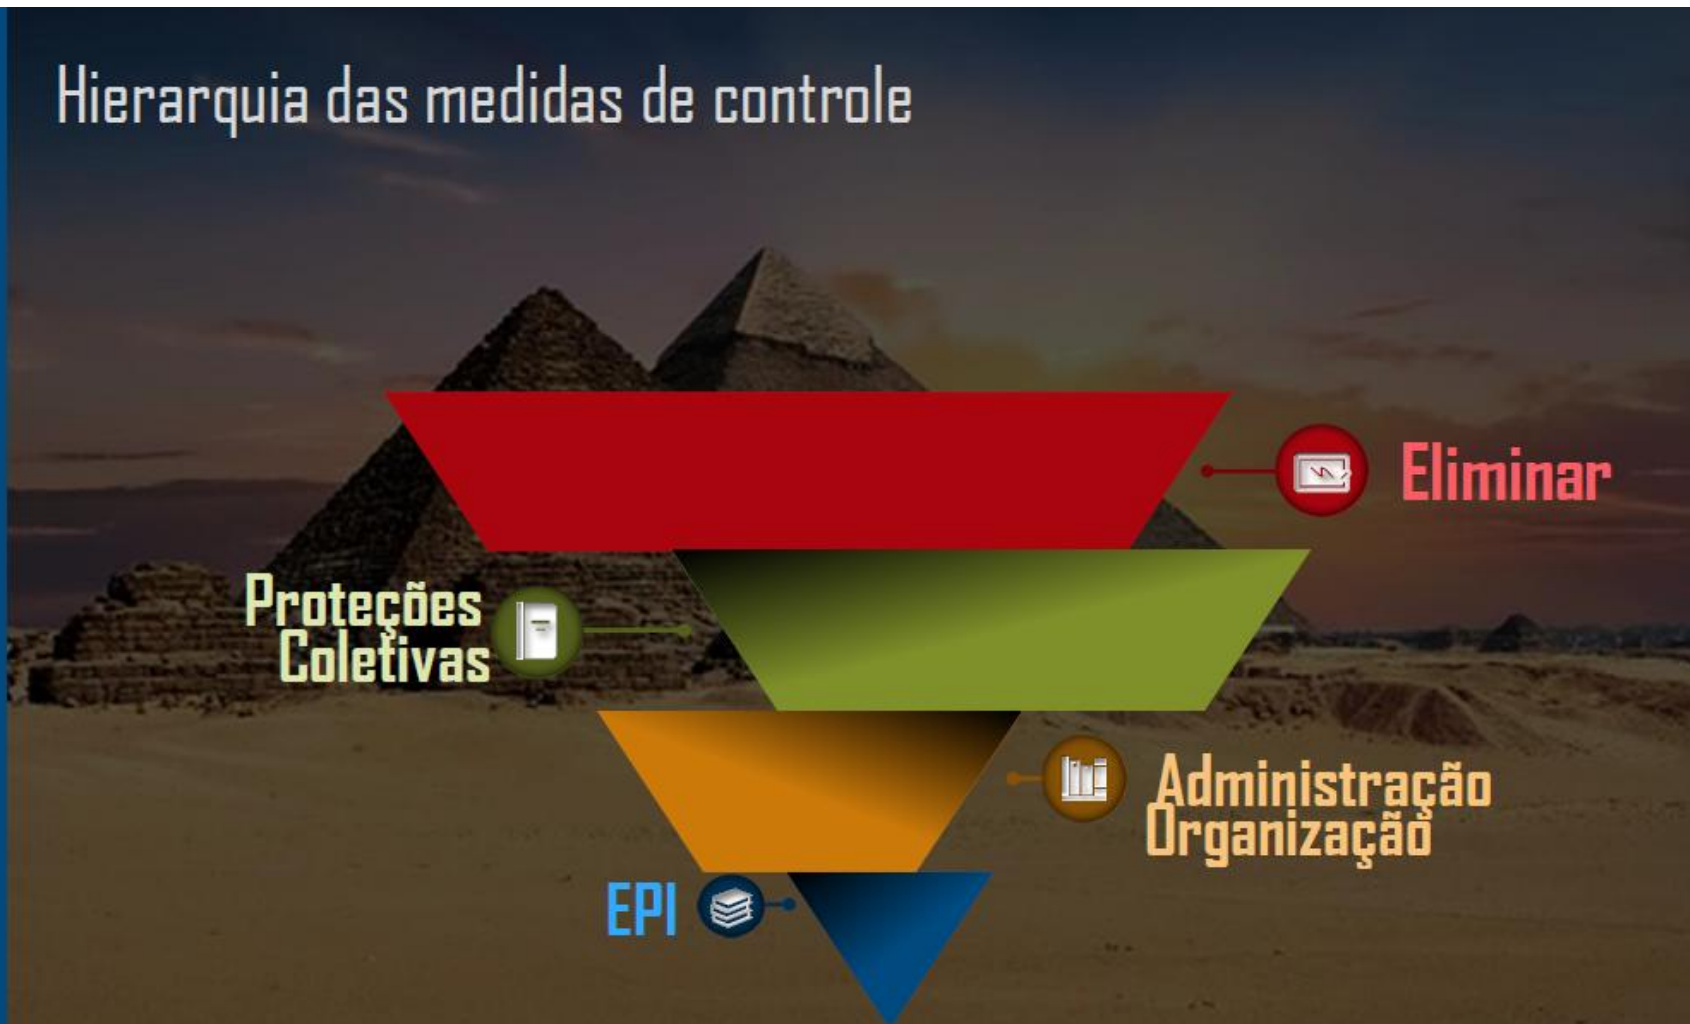 Hierarquia das medidas de controle
Eliminar
Proteções
Coletivas
Administração
Organização
EPI